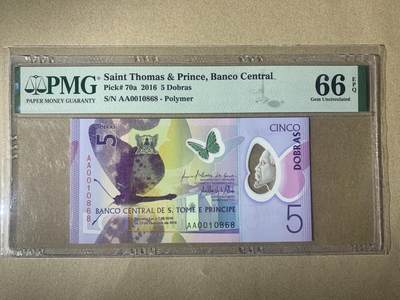 PMG
PAPER MONEY GUARANTY
Saint Thomas & Prince, Banco Central
Pick# 70a 2016 5 Dobras
S/N AA0010868 - Polymer
66 EPQ
Gem Uncirculated
5
DOBRAS
AA0010868
CINCO
DOBRAS
BANCO CENTRAL DE S. TOMÉ E PRÍNCIPE
AA0010868
5